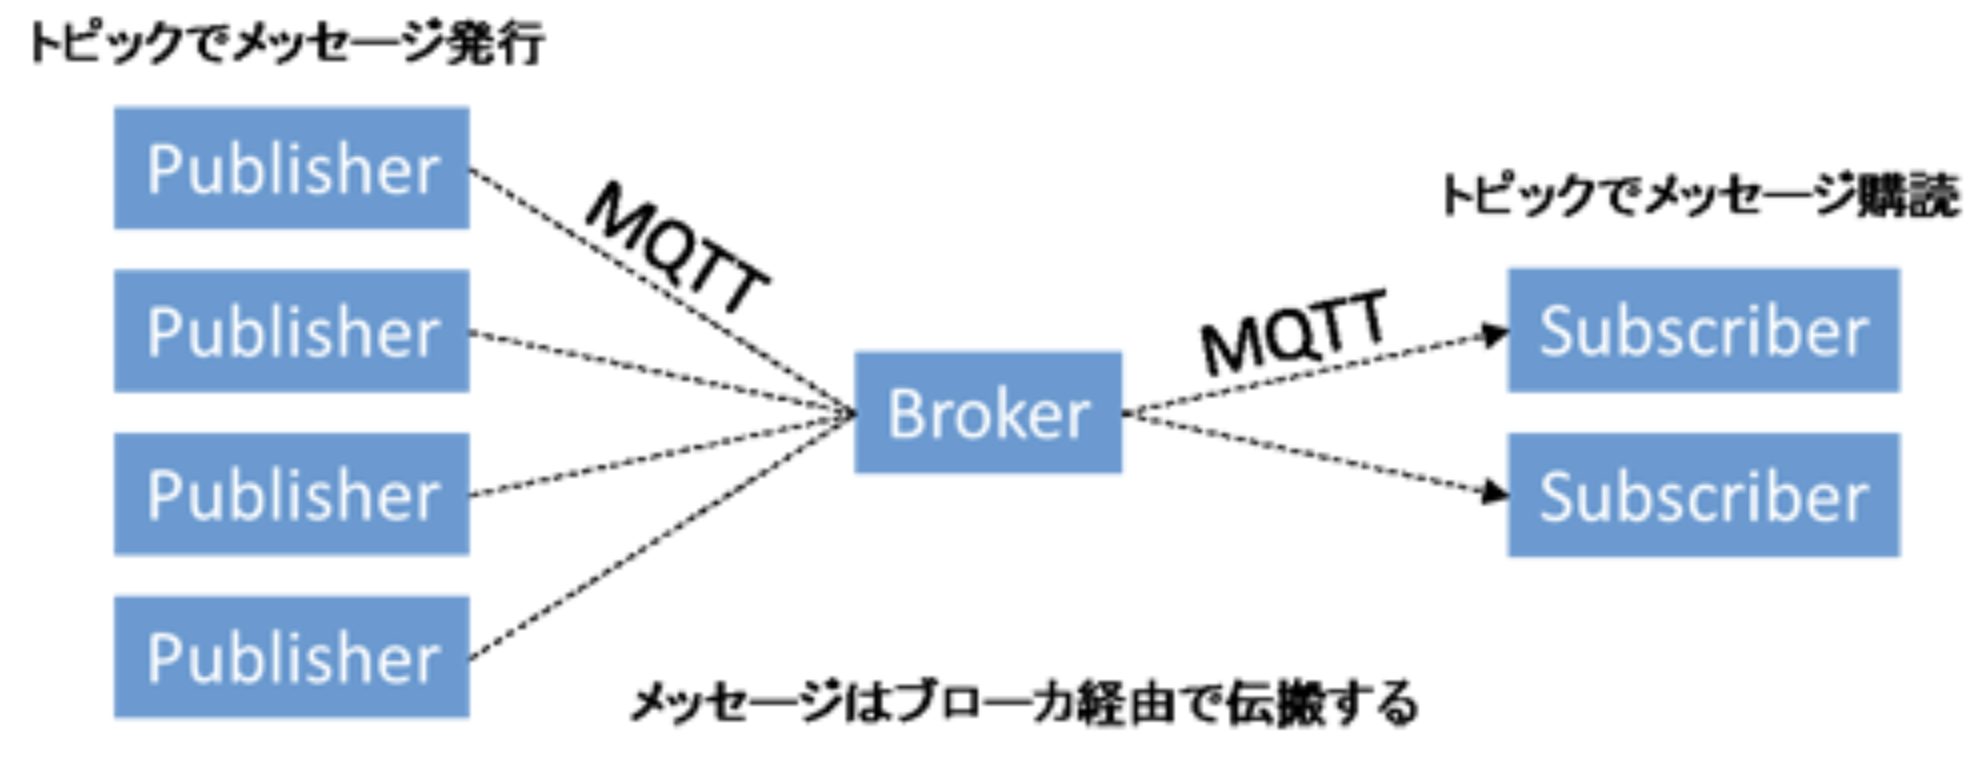 トピックでメッセージ発行
Publisher
MQTT
トピックでメッセージ購読
Publisher
MQTT
Subscriber
Broker
Publisher
Subscriber
Publisher
メッセージはブローカ経由で伝搬する